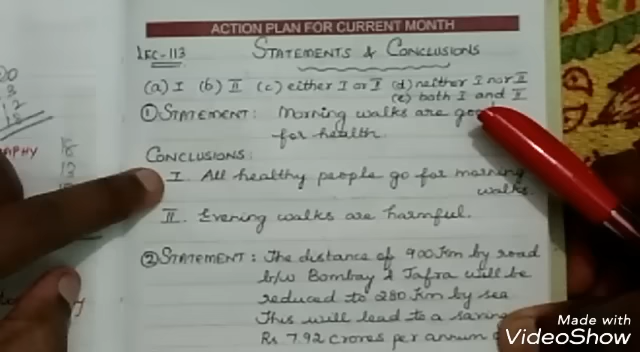 ACTION PLAN FOR CURRENT MONTH
LEC-113 STATEMENTS & CONCLUSIONS
(a) I (b) II (c) either I or II (d) neither I nor II
(e) both I and II
① STATEMENT: Morning walks are good
for health.
CONCLUSIONS:
I. All healthy people go for morning
walks.
II. Evening walks are harmful.
② STATEMENT: The distance of 900 Km by road
b/w Bombay & Jafra will be
reduced to 280 Km by sea.
This will lead to a saving
Rs 7.92 crores per annum
Made with
VideoShow